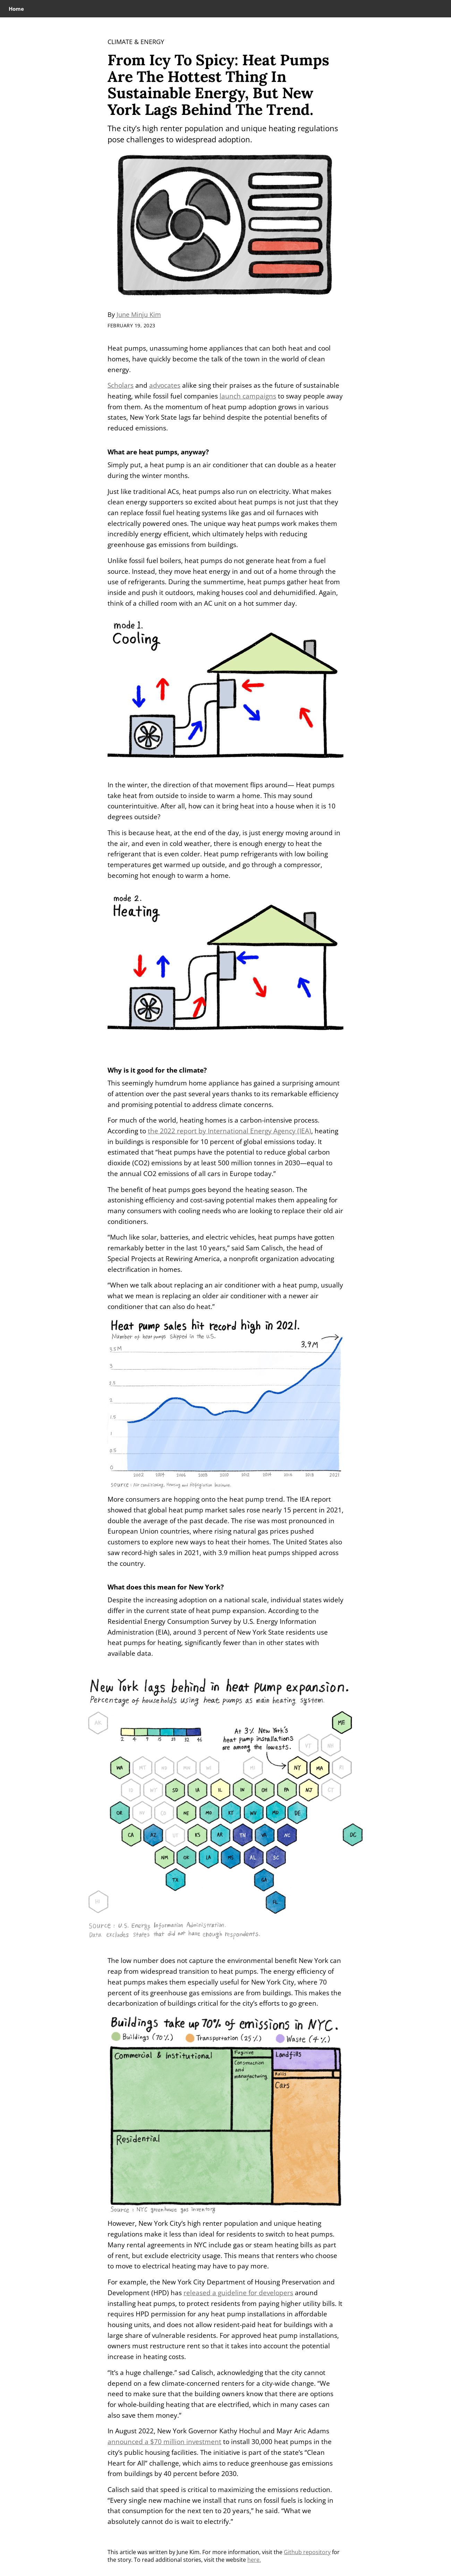 Home
CLIMATE & ENERGY
From Icy To Spicy: Heat Pumps
Are The Hottest Thing In
Sustainable Energy, But New
York Lags Behind The Trend.
The city’s high renter population and unique heating regulations
pose challenges to widespread adoption.
By June Minju Kim
FEBRUARY 19, 2023
Heat pumps, unassuming home appliances that can both heat and cool
homes, have quickly become the talk of the town in the world of clean
energy.
Scholars and advocates alike sing their praises as the future of sustainable
heating, while fossil fuel companies launch campaigns to sway people away
from them. As the momentum of heat pump adoption grows in various
states, New York State lags far behind despite the potential benefits of
reduced emissions.
What are heat pumps, anyway?
Simply put, a heat pump is an air conditioner that can double as a heater
during the winter months.
Just like traditional ACs, heat pumps also run on electricity. What makes
clean energy supporters so excited about heat pumps is not just that they
can replace fossil fuel heating systems like gas and oil furnaces with
electrically powered ones. The unique way heat pumps work makes them
incredibly energy efficient, which ultimately helps with reducing
greenhouse gas emissions from buildings.
Unlike fossil fuel boilers, heat pumps do not generate heat from a fuel
source. Instead, they move heat energy in and out of a home through the
use of refrigerants. During the summertime, heat pumps gather heat from
inside and push it outdoors, making houses cool and dehumidified. Again,
think of a chilled room with an AC unit on a hot summer day.
mode 1.
Cooling
In the winter, the direction of that movement flips around— Heat pumps
take heat from outside to inside to warm a home. This may sound
counterintuitive. After all, how can it bring heat into a house when it is 10
degrees outside?
This is because heat, at the end of the day, is just energy moving around in
the air, and even in cold weather, there is enough energy to heat the
refrigerant that is even colder. Heat pump refrigerants with low boiling
temperatures get warmed up outside, and go through a compressor,
becoming hot enough to warm a home.
mode 2.
Heating
Why is it good for the climate?
This seemingly humdrum home appliance has gained a surprising amount
of attention over the past several years thanks to its remarkable efficiency
and promising potential to address climate concerns.
For much of the world, heating homes is a carbon-intensive process.
According to the 2022 report by International Energy Agency (IEA), heating
in buildings is responsible for 10 percent of global emissions today. It
estimated that “heat pumps have the potential to reduce global carbon
dioxide (CO2) emissions by at least 500 million tonnes in 2030—equal to
the annual CO2 emissions of all cars in Europe today.”
The benefit of heat pumps goes beyond the heating season. The
astonishing efficiency and cost-saving potential makes them appealing for
many consumers with cooling needs who are looking to replace their old air
conditioners.
“Much like solar, batteries, and electric vehicles, heat pumps have gotten
remarkably better in the last 10 years,” said Sam Calisch, the head of
Special Projects at Rewiring America, a nonprofit organization advocating
electrification in homes.
“When we talk about replacing an air conditioner with a heat pump, usually
what we mean is replacing an older air conditioner with a newer air
conditioner that can also do heat.”
Heat pump sales hit record high in 2021.
Number of heat pumps shipped in the U.S.
3.9M
3.5M
3
2.5
2
1.5
1
0.5
0
2002 2004 2006 2008 2010 2012 2014 2016 2018 2021
Source : Air Conditioning, Heating and Refrigeration Institute
More consumers are hopping onto the heat pump trend. The IEA report
showed that global heat pump market sales rose nearly 15 percent in 2021,
double the average of the past decade. The rise was most pronounced in
European Union countries, where rising natural gas prices pushed
customers to explore new ways to heat their homes. The United States also
saw record-high sales in 2021, with 3.9 million heat pumps shipped across
the country.
What does this mean for New York?
Despite the increasing adoption on a national scale, individual states widely
differ in the current state of heat pump expansion. According to the
Residential Energy Consumption Survey by U.S. Energy Information
Administration (EIA), around 3 percent of New York State residents use
heat pumps for heating, significantly fewer than in other states with
available data.
New York lags behind in heat pump expansion.
Percentage of households using heat pumps as main heating system
AK ME
2 4 9 15 23 32 46
At 3% New York's
heat pump installations
are among the lowests.
VT NH
WA MT ND MN WI MI NY MA RI
ID WY SD IA IL IN OH PA NJ CT
OR NV CO NE MO KY WV MD DE
CA AZ UT KS AR TN VA NC DC
NM OK LA MS AL SC
TX GA
HI FL
Source : U.S. Energy Information Administration
Data excludes states that did not have enough respondents.
The low number does not capture the environmental benefit New York can
reap from widespread transition to heat pumps. The energy efficiency of
heat pumps makes them especially useful for New York City, where 70
percent of its greenhouse gas emissions are from buildings. This makes the
decarbonization of buildings critical for the city’s efforts to go green.
Buildings take up 70% of emissions in NYC.
Buildings (70%) Transportation (25%) Waste (4%)
Commercial & Institutional
Fugitive
Construction
and
manufacturing
Landfills
Cars
Residential
Source : NYC greenhouse gas inventory
However, New York City’s high renter population and unique heating
regulations make it less than ideal for residents to switch to heat pumps.
Many rental agreements in NYC include gas or steam heating bills as part
of rent, but exclude electricity usage. This means that renters who choose
to move to electrical heating may have to pay more.
For example, the New York City Department of Housing Preservation and
Development (HPD) has released a guideline for developers around
installing heat pumps, to protect residents from paying higher utility bills. It
requires HPD permission for any heat pump installations in affordable
housing units, and does not allow resident-paid heat for buildings with a
large share of vulnerable residents. For approved heat pump installations,
owners must restructure rent so that it takes into account the potential
increase in heating costs.
“It’s a huge challenge.” sad Calisch, acknowledging that the city cannot
depend on a few climate-concerned renters for a city-wide change. “We
need to make sure that the building owners know that there are options
for whole-building heating that are electrified, which in many cases can
also save them money.”
In August 2022, New York Governor Kathy Hochul and Mayr Aric Adams
announced a $70 million investment to install 30,000 heat pumps in the
city’s public housing facilities. The initiative is part of the state’s “Clean
Heart for All” challenge, which aims to reduce greenhouse gas emissions
from buildings by 40 percent before 2030.
Calisch said that speed is critical to maximizing the emissions reduction.
“Every single new machine we install that runs on fossil fuels is locking in
that consumption for the next ten to 20 years,” he said. “What we
absolutely cannot do is wait to electrify.”
This article was written by June Kim. For more information, visit the Github repository for
the story. To read additional stories, visit the website here.